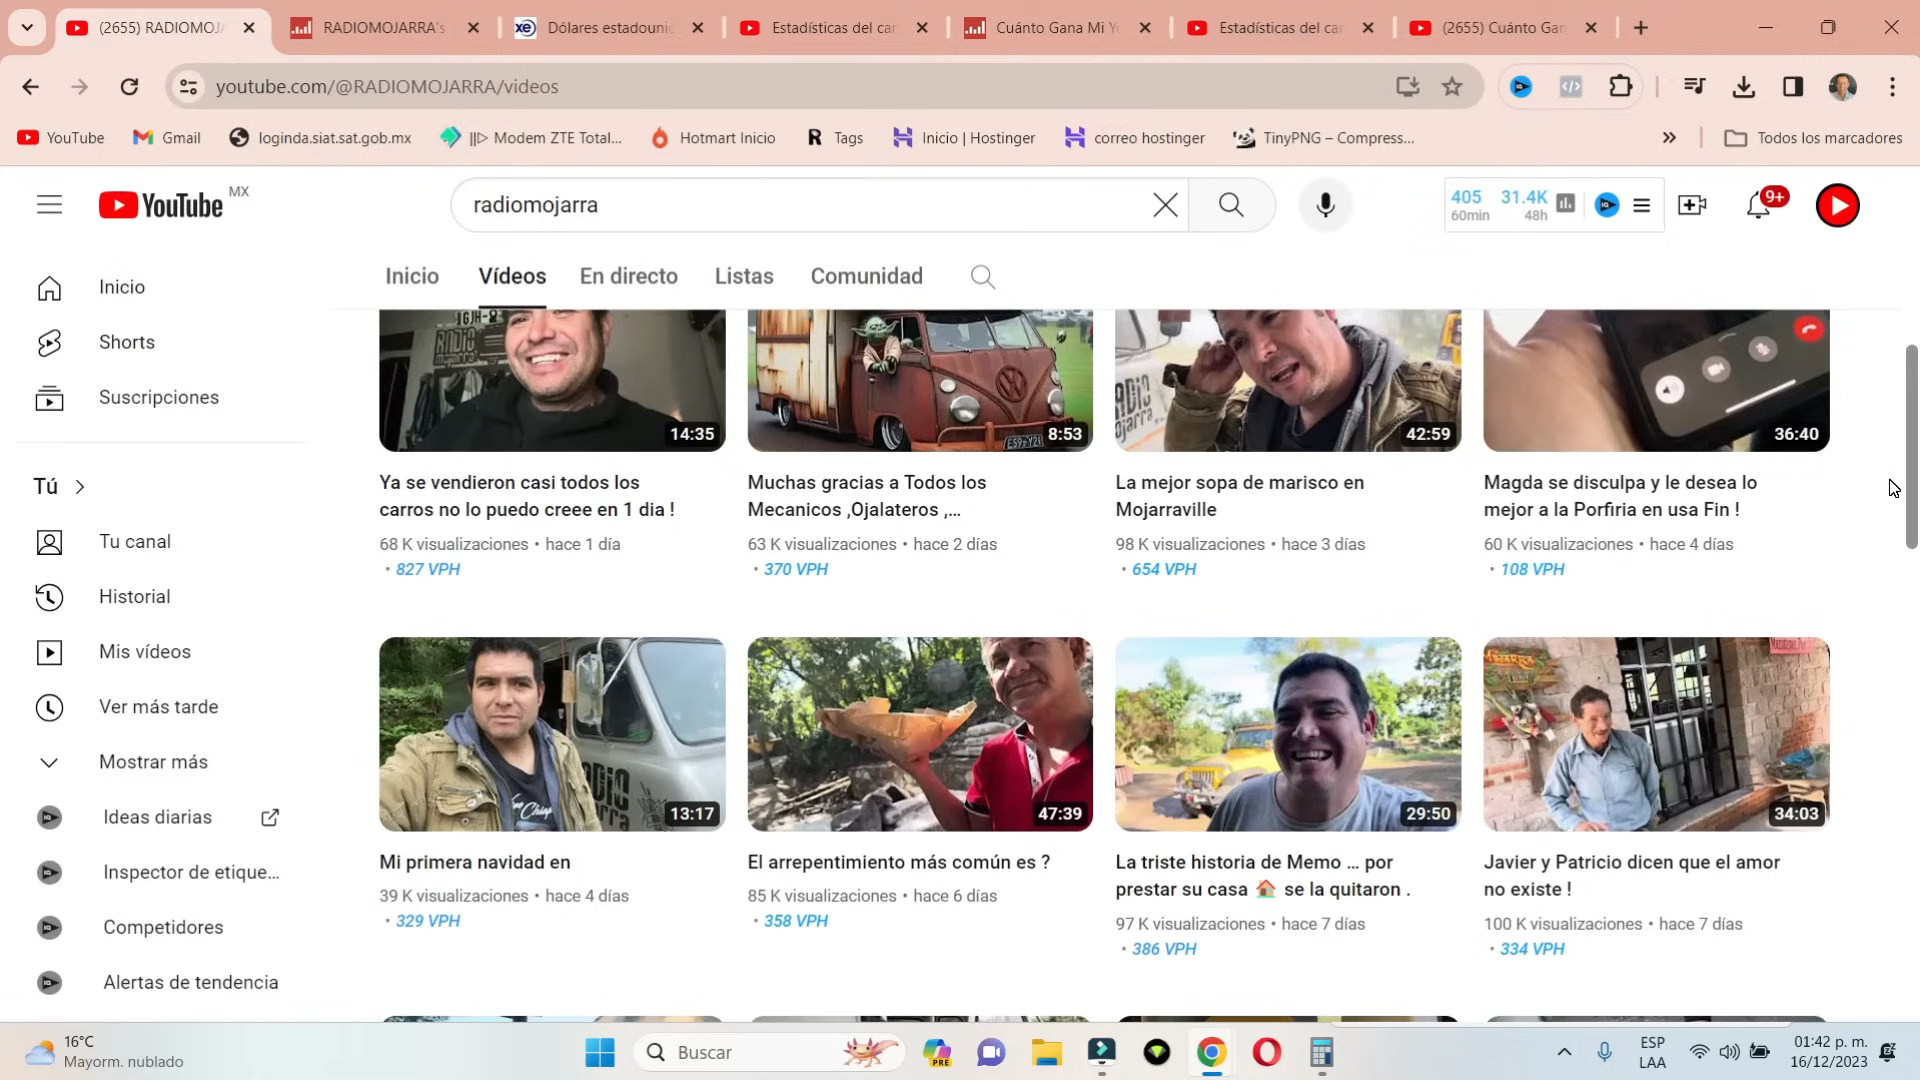 (2655) RADIOMOJ
RADIOMOJARRA's
xe
Dólares estadouni
Estadísticas del car
Cuánto Gana Mi Yo
Estadísticas del car
(2655) Cuánto Gan
youtube.com/@RADIOMOJARRA/videos
YouTube
Gmail
loginda.siat.sat.gob.mx
||▷ Modem ZTE Total...
Hotmart Inicio
Tags
Inicio | Hostinger
correo hostinger
TinyPNG – Compress...
Todos los marcadores
YouTube MX
radiomojarra
405
60min
31.4K
48h
9+
Inicio
Vídeos
En directo
Listas
Comunidad
Inicio
Shorts
Suscripciones
Tú
Tu canal
Historial
Mis vídeos
Ver más tarde
Mostrar más
Ideas diarias
Inspector de etique...
Competidores
Alertas de tendencia
14:35
Ya se vendieron casi todos los
carros no lo puedo creee en 1 dia !
68 K visualizaciones • hace 1 día
• 827 VPH
8:53
Muchas gracias a Todos los
Mecanicos ,Ojalateros ,...
63 K visualizaciones • hace 2 días
• 370 VPH
42:59
La mejor sopa de marisco en
Mojarraville
98 K visualizaciones • hace 3 días
• 654 VPH
36:40
Magda se disculpa y le desea lo
mejor a la Porfiria en usa Fin !
60 K visualizaciones • hace 4 días
• 108 VPH
13:17
Mi primera navidad en
39 K visualizaciones • hace 4 días
• 329 VPH
47:39
El arrepentimiento más común es ?
85 K visualizaciones • hace 6 días
• 358 VPH
29:50
La triste historia de Memo ... por
prestar su casa 🏠 se la quitaron .
97 K visualizaciones • hace 7 días
• 386 VPH
34:03
Javier y Patricio dicen que el amor
no existe !
100 K visualizaciones • hace 7 días
• 334 VPH
16°C
Mayorm. nublado
Buscar
PRE
ESP
LAA
01:42 p. m.
16/12/2023